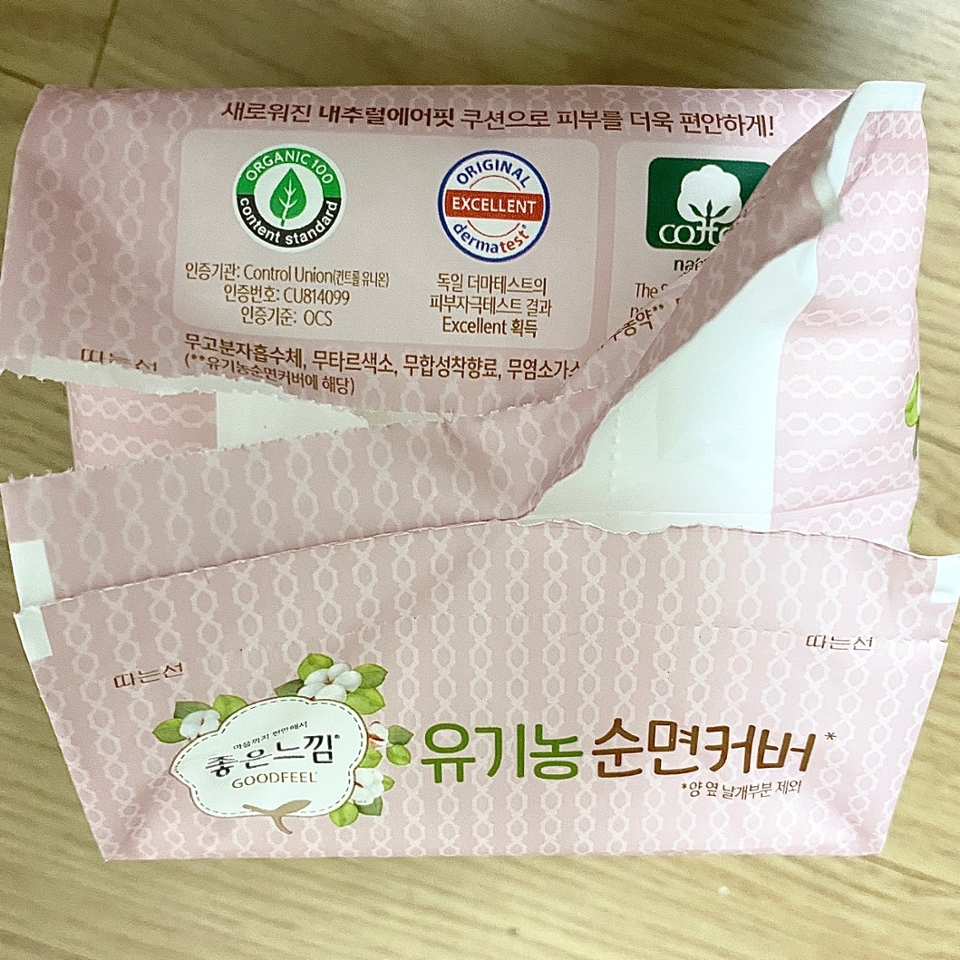 새로워진 내추럴에어핏 쿠션으로 피부를 더욱 편안하게!
ORGANIC 100
content standard
인증기관: Control Union(컨트롤 유니온)
인증번호: CU814099
인증기준: OCS
ORIGINAL
EXCELLENT
dermatest®
독일 더마테스트의
피부자극테스트 결과
Excellent 획득
The
따는선
무고분자흡수체, 무타르색소, 무합성착향료, 무염소가스
(**유기농순면커버에 해당)
따는선
따는선
마음까지 편안해서
좋은느낌®
GOODFEEL
유기농 순면커버*
*양 옆 날개부분 제외